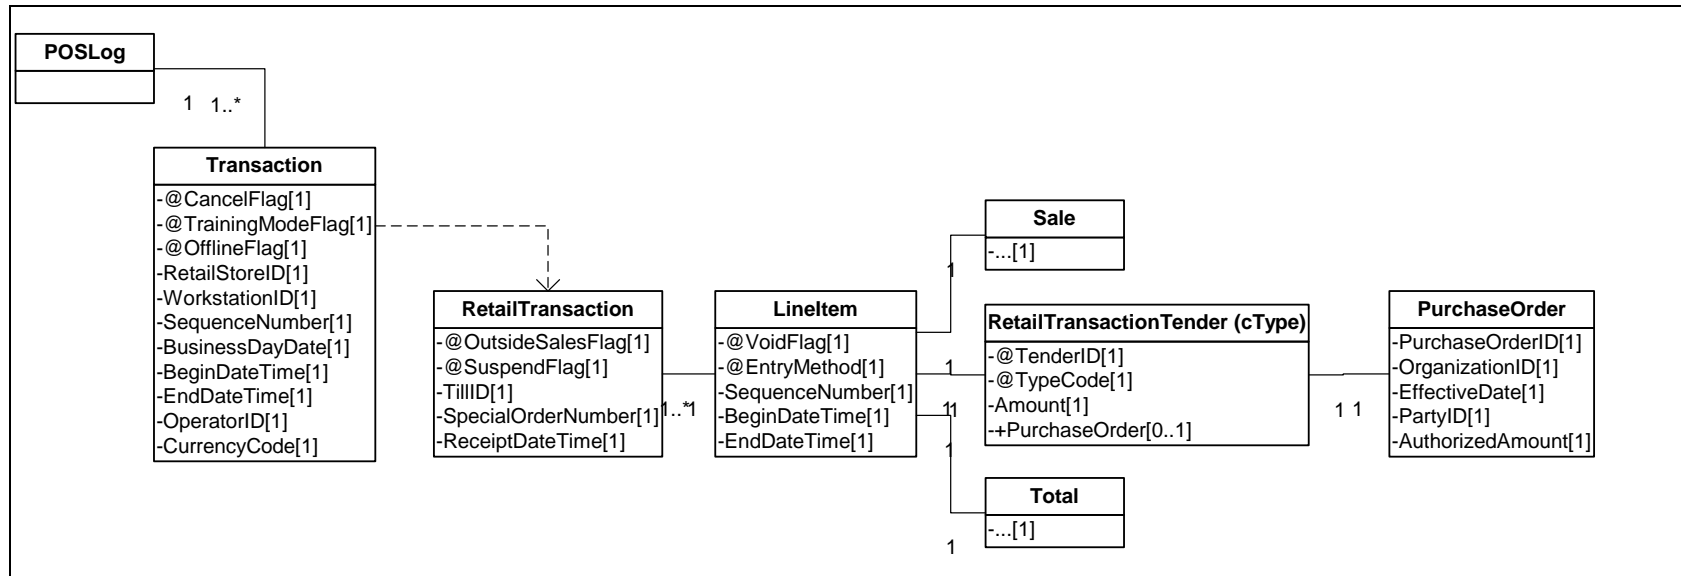 POSLog
1 1..*
Transaction
-@CancelFlag[1]
-@TrainingModeFlag[1]
-@OfflineFlag[1]
-RetailStoreID[1]
-WorkstationID[1]
-SequenceNumber[1]
-BusinessDayDate[1]
-BeginDateTime[1]
-EndDateTime[1]
-OperatorID[1]
-CurrencyCode[1]
RetailTransaction
-@OutsideSalesFlag[1]
-@SuspendFlag[1]
-TillID[1]
-SpecialOrderNumber[1]
-ReceiptDateTime[1]
1..*
1
LineItem
-@VoidFlag[1]
-@EntryMethod[1]
-SequenceNumber[1]
-BeginDateTime[1]
-EndDateTime[1]
1
1
1
1
1
1
Sale
-...[1]
RetailTransactionTender (cType)
-@TenderID[1]
-@TypeCode[1]
-Amount[1]
-+PurchaseOrder[0..1]
Total
-...[1]
1 1
PurchaseOrder
-PurchaseOrderID[1]
-OrganizationID[1]
-EffectiveDate[1]
-PartyID[1]
-AuthorizedAmount[1]